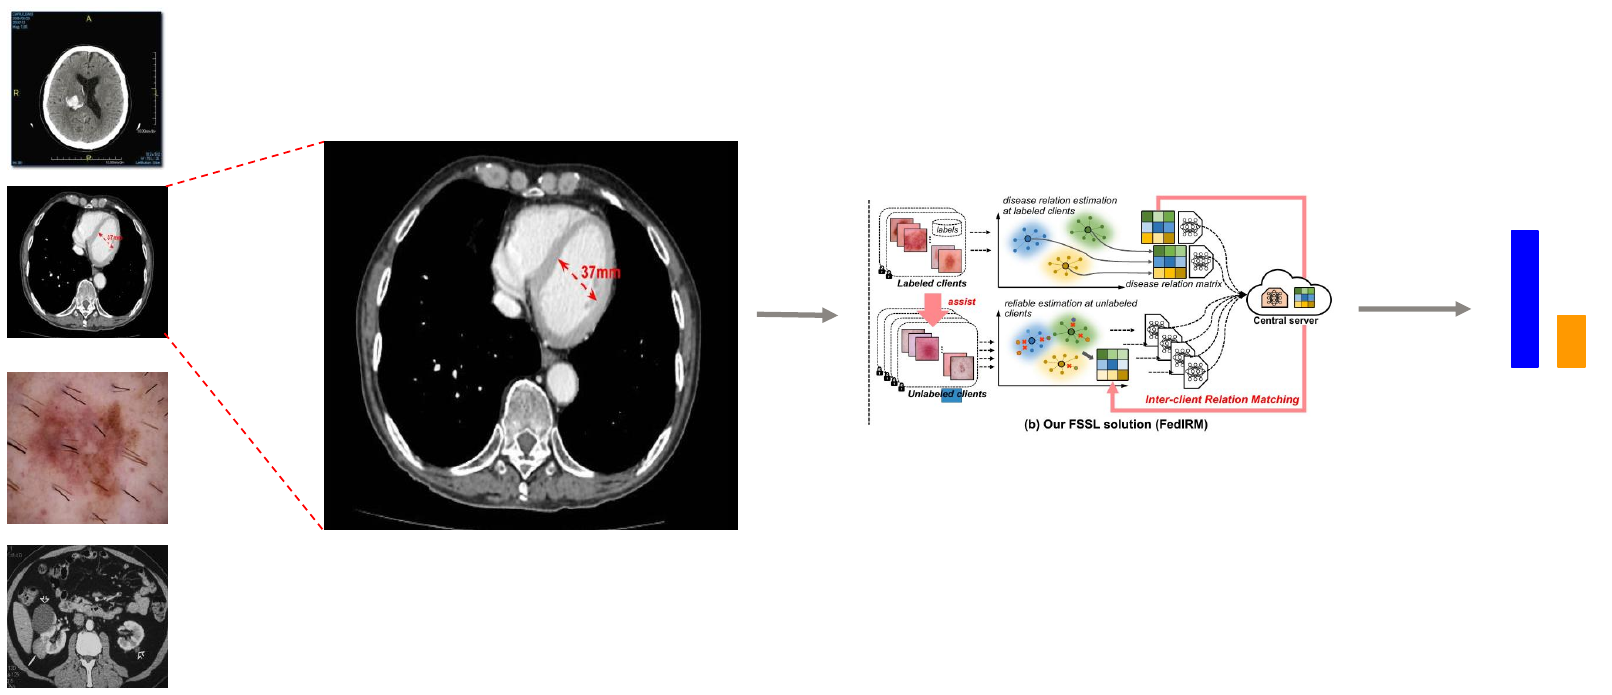 A
R
L
P
37mm
37mm
disease relation estimation
at labeled clients
labels
Labeled clients
disease relation matrix
assist
reliable estimation at unlabeled
clients
Central server
Unlabeled clients
Inter-client Relation Matching
(b) Our FSSL solution (FedIRM)